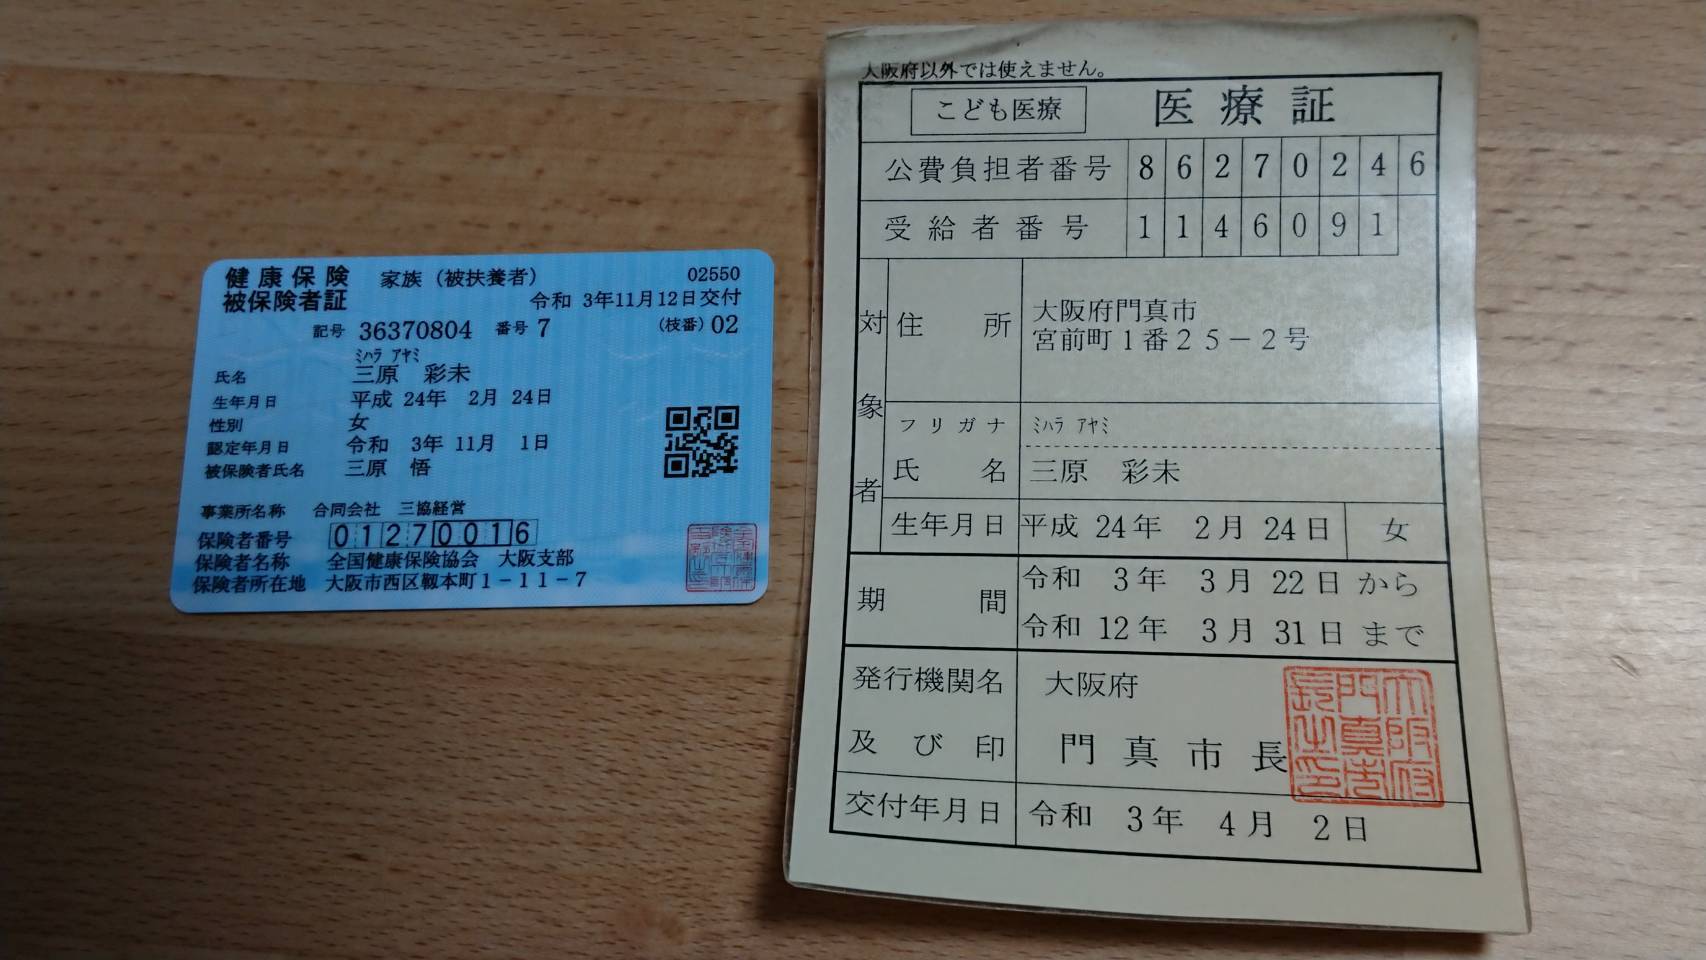 健康保険 家族(被扶養者) 02550
被保険者証 令和 3年11月12日交付
記号 36370804 番号 7 (枝番) 02
ミハラ アヤミ
氏名 三原 彩未
生年月日 平成 24年 2月 24日
性別 女
認定年月日 令和 3年 11月 1日
被保険者氏名 三原 悟
事業所名称 合同会社 三協経営
保険者番号 01270016
保険者名称 全国健康保険協会 大阪支部
保険者所在地 大阪市西区靱本町1-11-7
大阪府以外では使えません。
こども医療 医療証
公費負担者番号 86270246
受給者番号 1146091
対象者
住所 大阪府門真市
宮前町1番25-2号
フリガナ ミハラ アヤミ
氏名 三原 彩未
生年月日 平成 24年 2月 24日 女
期間 令和 3年 3月 22日 から
令和 12年 3月 31日 まで
発行機関名 大阪府
及び印 門真市長
大阪府門真市長之印
交付年月日 令和 3年 4月 2日